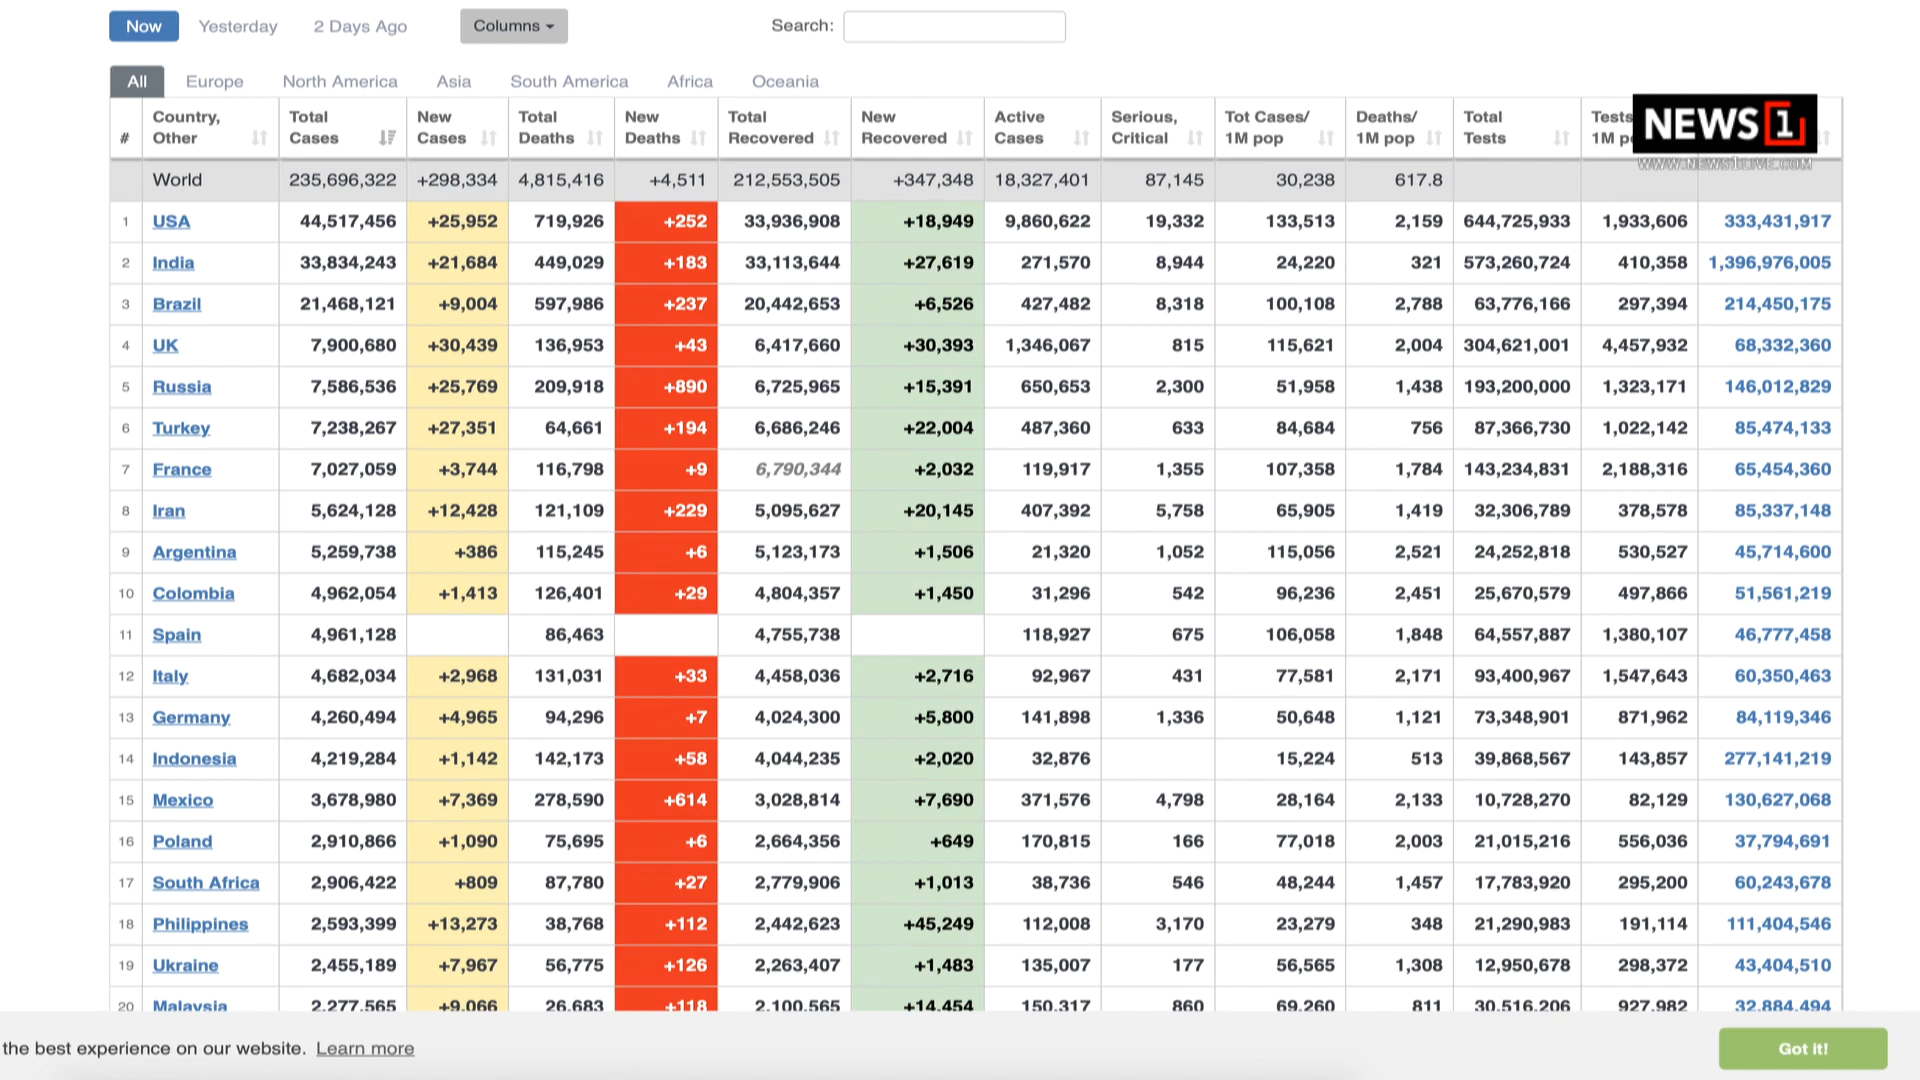 Now Yesterday 2 Days Ago Columns Search:
All Europe North America Asia South America Africa Oceania
# Country, Other Total Cases New Cases Total Deaths New Deaths Total Recovered New Recovered Active Cases Serious, Critical Tot Cases/ 1M pop Deaths/ 1M pop Total Tests Tests 1M
NEWS 1
WWW.NEWS1LIVE.COM
World 235,696,322 +298,334 4,815,416 +4,511 212,553,505 +347,348 18,327,401 87,145 30,238 617.8
1 USA 44,517,456 +25,952 719,926 +252 33,936,908 +18,949 9,860,622 19,332 133,513 2,159 644,725,933 1,933,606 333,431,917
2 India 33,834,243 +21,684 449,029 +183 33,113,644 +27,619 271,570 8,944 24,220 321 573,260,724 410,358 1,396,976,005
3 Brazil 21,468,121 +9,004 597,986 +237 20,442,653 +6,526 427,482 8,318 100,108 2,788 63,776,166 297,394 214,450,175
4 UK 7,900,680 +30,439 136,953 +43 6,417,660 +30,393 1,346,067 815 115,621 2,004 304,621,001 4,457,932 68,332,360
5 Russia 7,586,536 +25,769 209,918 +890 6,725,965 +15,391 650,653 2,300 51,958 1,438 193,200,000 1,323,171 146,012,829
6 Turkey 7,238,267 +27,351 64,661 +194 6,686,246 +22,004 487,360 633 84,684 756 87,366,730 1,022,142 85,474,133
7 France 7,027,059 +3,744 116,798 +9 6,790,344 +2,032 119,917 1,355 107,358 1,784 143,234,831 2,188,316 65,454,360
8 Iran 5,624,128 +12,428 121,109 +229 5,095,627 +20,145 407,392 5,758 65,905 1,419 32,306,789 378,578 85,337,148
9 Argentina 5,259,738 +386 115,245 +6 5,123,173 +1,506 21,320 1,052 115,056 2,521 24,252,818 530,527 45,714,600
10 Colombia 4,962,054 +1,413 126,401 +29 4,804,357 +1,450 31,296 542 96,236 2,451 25,670,579 497,866 51,561,219
11 Spain 4,961,128 86,463 4,755,738 118,927 675 106,058 1,848 64,557,887 1,380,107 46,777,458
12 Italy 4,682,034 +2,968 131,031 +33 4,458,036 +2,716 92,967 431 77,581 2,171 93,400,967 1,547,643 60,350,463
13 Germany 4,260,494 +4,965 94,296 +7 4,024,300 +5,800 141,898 1,336 50,648 1,121 73,348,901 871,962 84,119,346
14 Indonesia 4,219,284 +1,142 142,173 +58 4,044,235 +2,020 32,876 15,224 513 39,868,567 143,857 277,141,219
15 Mexico 3,678,980 +7,369 278,590 +614 3,028,814 +7,690 371,576 4,798 28,164 2,133 10,728,270 82,129 130,627,068
16 Poland 2,910,866 +1,090 75,695 +6 2,664,356 +649 170,815 166 77,018 2,003 21,015,216 556,036 37,794,691
17 South Africa 2,906,422 +809 87,780 +27 2,779,906 +1,013 38,736 546 48,244 1,457 17,783,920 295,200 60,243,678
18 Philippines 2,593,399 +13,273 38,768 +112 2,442,623 +45,249 112,008 3,170 23,279 348 21,290,983 191,114 111,404,546
19 Ukraine 2,455,189 +7,967 56,775 +126 2,263,407 +1,483 135,007 177 56,565 1,308 12,950,678 298,372 43,404,510
20 Malaysia 2,277,565 +9,066 26,683 +118 2,100,565 +14,454 150,317 860 69,260 811 30,516,206 927,982 32,884,494
the best experience on our website. Learn more Got it!